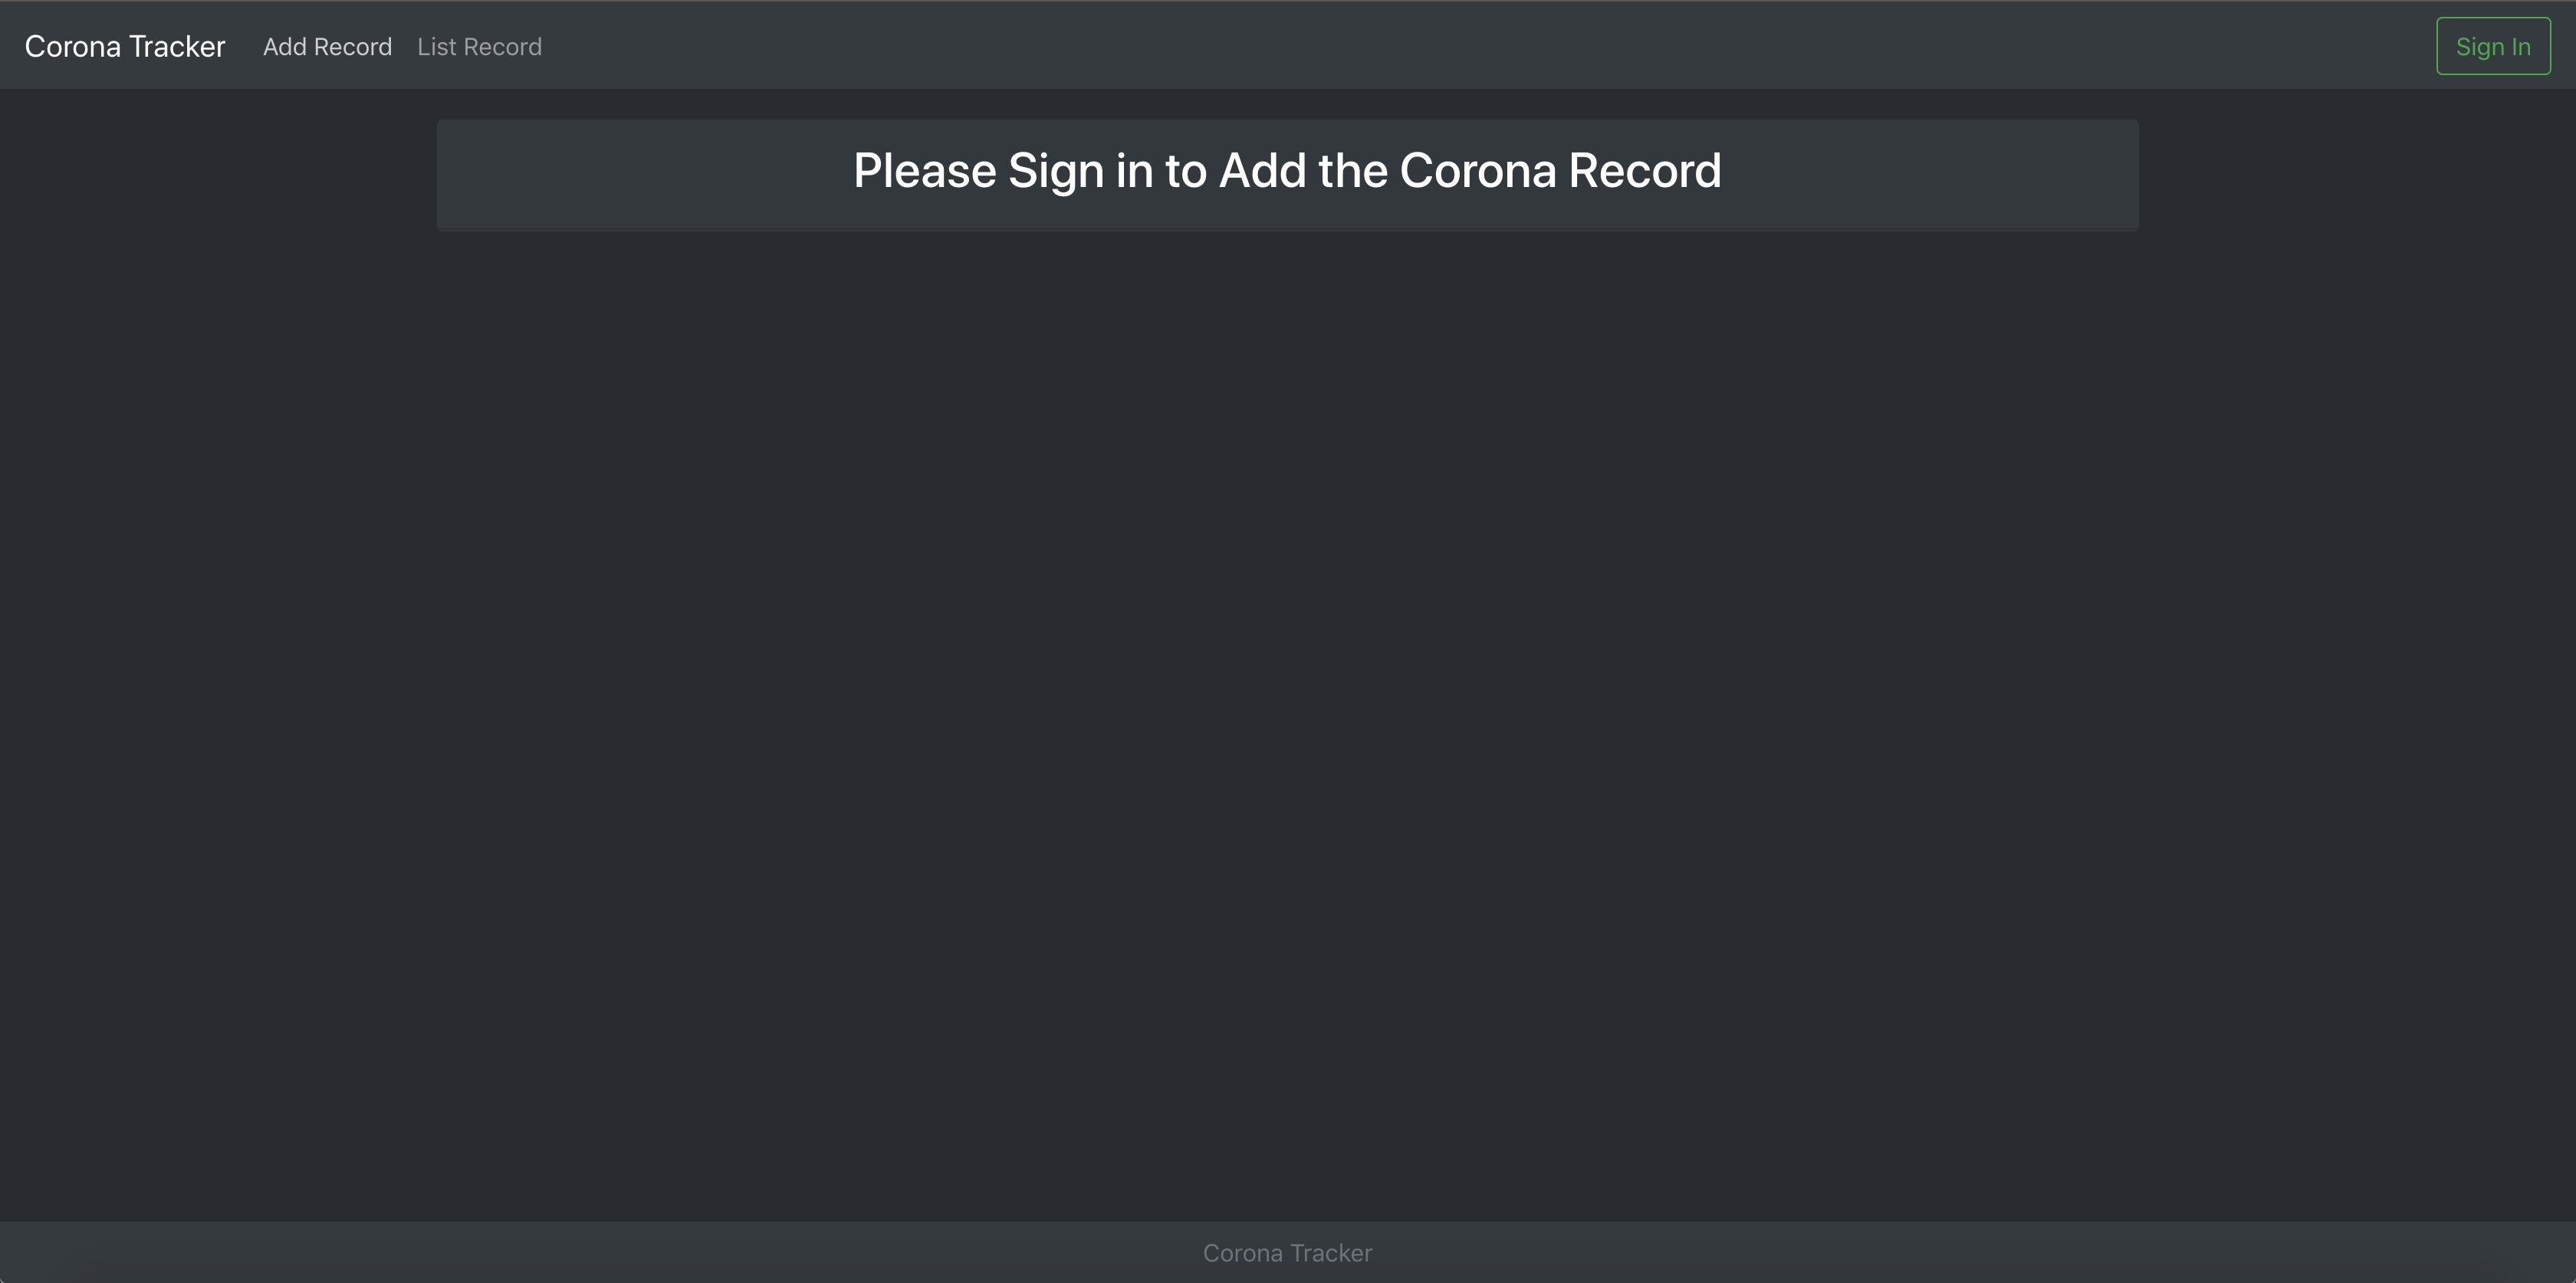 Corona Tracker Add Record List Record Sign In
Please Sign in to Add the Corona Record
Corona Tracker